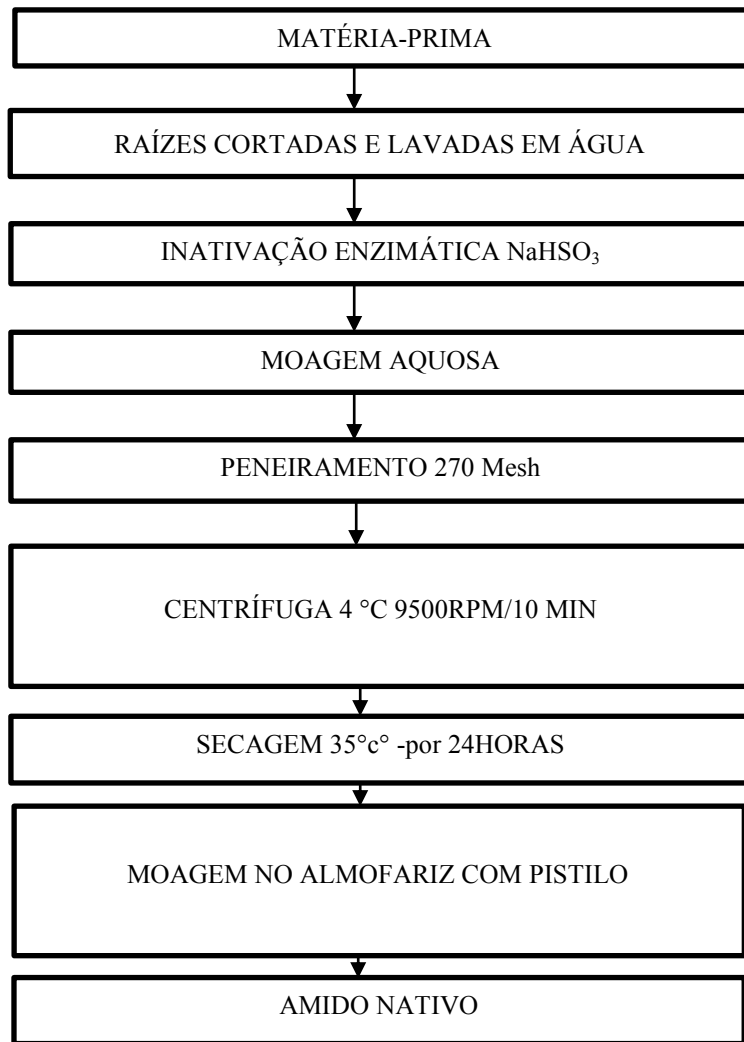 MATÉRIA-PRIMA
RAÍZES CORTADAS E LAVADAS EM ÁGUA
INATIVAÇÃO ENZIMÁTICA NaHSO₃
MOAGEM AQUOSA
PENEIRAMENTO 270 Mesh
CENTRÍFUGA 4 °C 9500RPM/10 MIN
SECAGEM 35°c° -por 24HORAS
MOAGEM NO ALMOFARIZ COM PISTILO
AMIDO NATIVO